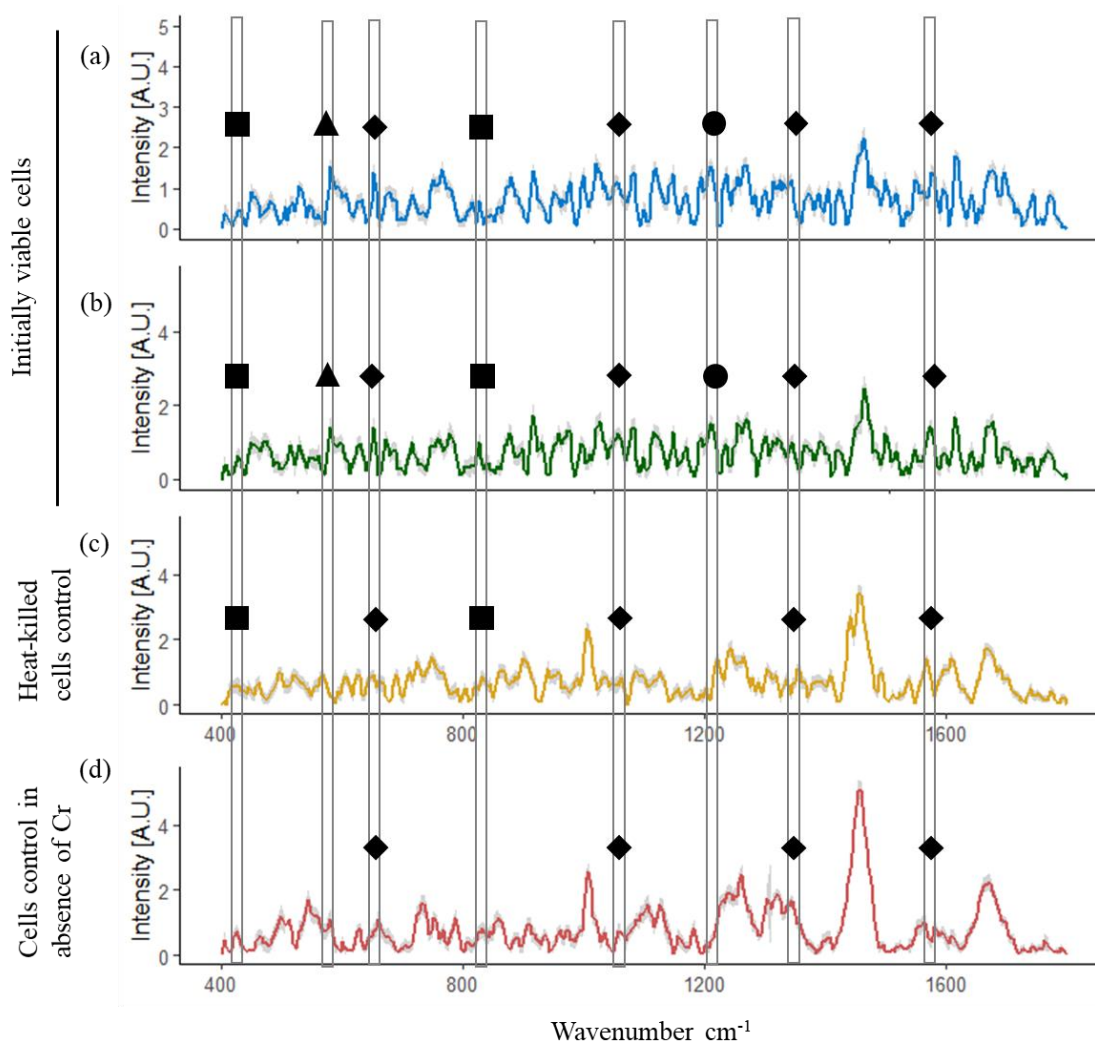 Initially viable cells
(a)
Intensity [A.U.]
5
4
3
2
1
0
(b)
Intensity [A.U.]
4
2
0
Heat-killed
cells control
(c)
Intensity [A.U.]
4
2
0
400
800
1200
1600
Cells control in
absence of Cr
(d)
Intensity [A.U.]
4
2
0
400
800
1200
1600
Wavenumber cm⁻¹